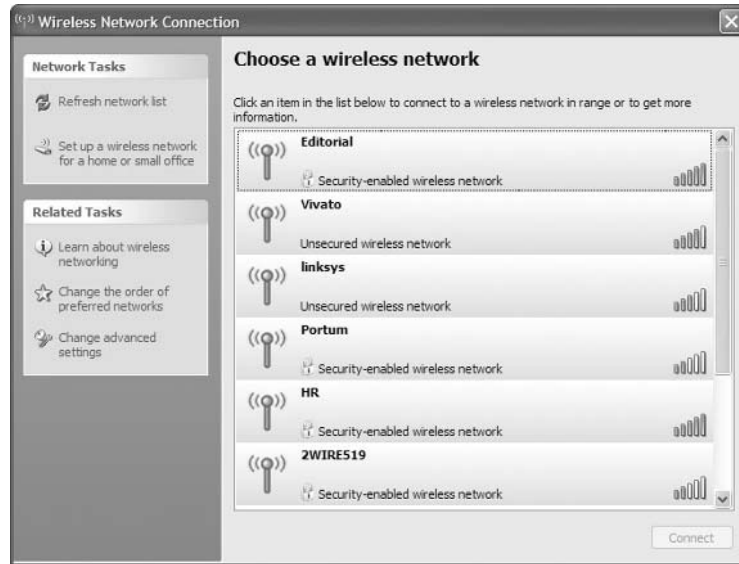 Wireless Network Connection
Network Tasks
Refresh network list
Set up a wireless network
for a home or small office
Related Tasks
Learn about wireless
networking
Change the order of
preferred networks
Change advanced
settings
Choose a wireless network
Click an item in the list below to connect to a wireless network in range or to get more
information.
Editorial
Security-enabled wireless network
Vivato
Unsecured wireless network
linksys
Unsecured wireless network
Portum
Security-enabled wireless network
HR
Security-enabled wireless network
2WIRE519
Security-enabled wireless network
Connect